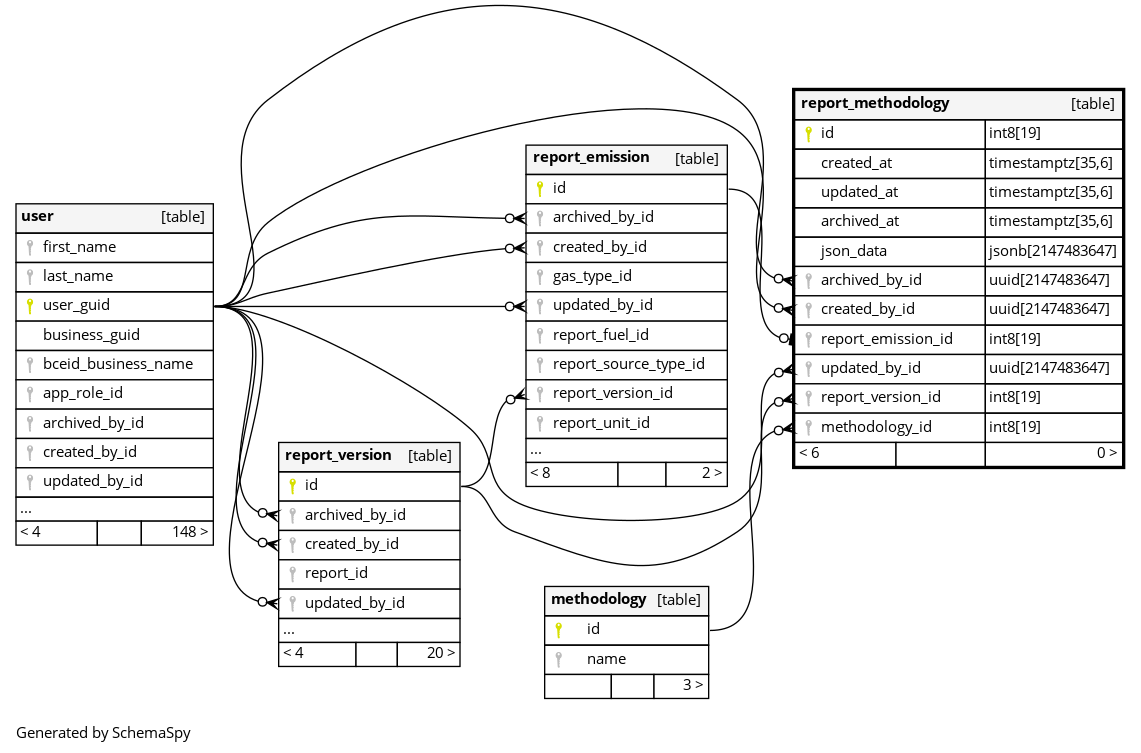 user [table]
first_name
last_name
user_guid
business_guid
bceid_business_name
app_role_id
archived_by_id
created_by_id
updated_by_id
...
< 4 148 >
report_version [table]
id
archived_by_id
created_by_id
report_id
updated_by_id
...
< 4 20 >
report_emission [table]
id
archived_by_id
created_by_id
gas_type_id
updated_by_id
report_fuel_id
report_source_type_id
report_version_id
report_unit_id
...
< 8 2 >
methodology [table]
id
name
3 >
report_methodology [table]
id int8[19]
created_at timestamptz[35,6]
updated_at timestamptz[35,6]
archived_at timestamptz[35,6]
json_data jsonb[2147483647]
archived_by_id uuid[2147483647]
created_by_id uuid[2147483647]
report_emission_id int8[19]
updated_by_id uuid[2147483647]
report_version_id int8[19]
methodology_id int8[19]
< 6 0 >
Generated by SchemaSpy